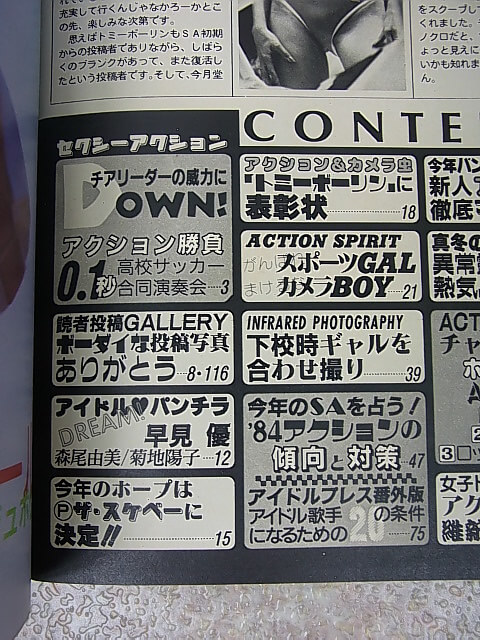 充実して行くんじゃなかろーかとこ
の先、楽しみな次第です。
思えばトミーボーリンもSA初期
からの投稿者でありながら、しばら
くのブランクがあって、また復活し
たという投稿者です。そして、今月堂
をスクープし
くれました。
ノクロだと、
ょっと見えに
いかも知れま
ん。
CONTE
セクシーアクション
チアリーダーの威力に
DOWN!
アクション勝負
0.1秒
高校サッカー
合同演奏会…3
読者投稿GALLERY
ボーダイな投稿写真
ありがとう…8・116
アイドル♥パンチラ
DREAM!
早見 優
森尾由美/菊地陽子…12
今年のホープは
Ⓟザ・スケベーに
決定!!…15
アクション&カメラ虫
「トミーボーリン」に
表彰状…18
ACTION SPIRIT
がんばれ
まける
スポーツGAL
カメラBOY…21
INFRARED PHOTOGRAPHY
下校時ギャルを
合わせ撮り…39
今年のSAを占う!
'84アクションの
傾向と対策…47
アイドルプレス番外版
アイドル歌手
になるための20の条件…75
今年パン
新人ア
徹底
真冬の
異常
熱気
ACT
チャ
ホ
A
2
3
女子
アク
維